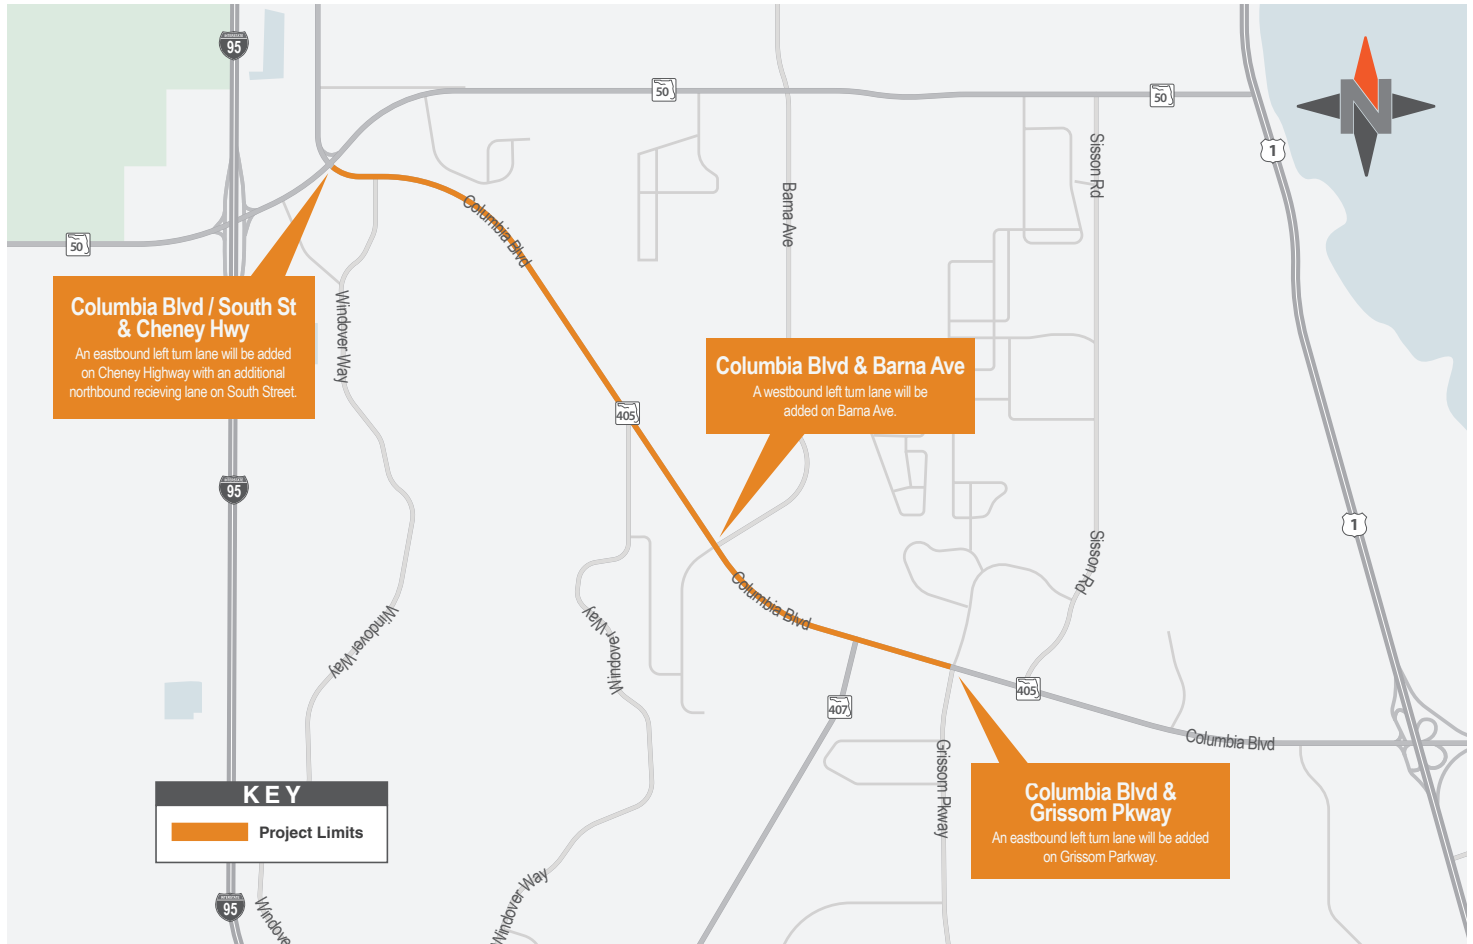 INTERSTATE
95
50
50
N
1
Sisson Rd
Barna Ave
Columbia Blvd
50
Columbia Blvd / South St
& Cheney Hwy
An eastbound left turn lane will be added
on Cheney Highway with an additional
northbound recieving lane on South Street.
Windover Way
Columbia Blvd & Barna Ave
A westbound left turn lane will be
added on Barna Ave.
405
INTERSTATE
95
1
Sisson Rd
Columbia Blvd
Windover Way
Windover Way
405
407
Columbia Blvd
Grissom Pkway
Columbia Blvd &
Grissom Pkway
An eastbound left turn lane will be added
on Grissom Parkway.
KEY
Project Limits
INTERSTATE
95
Windove
Windover Way